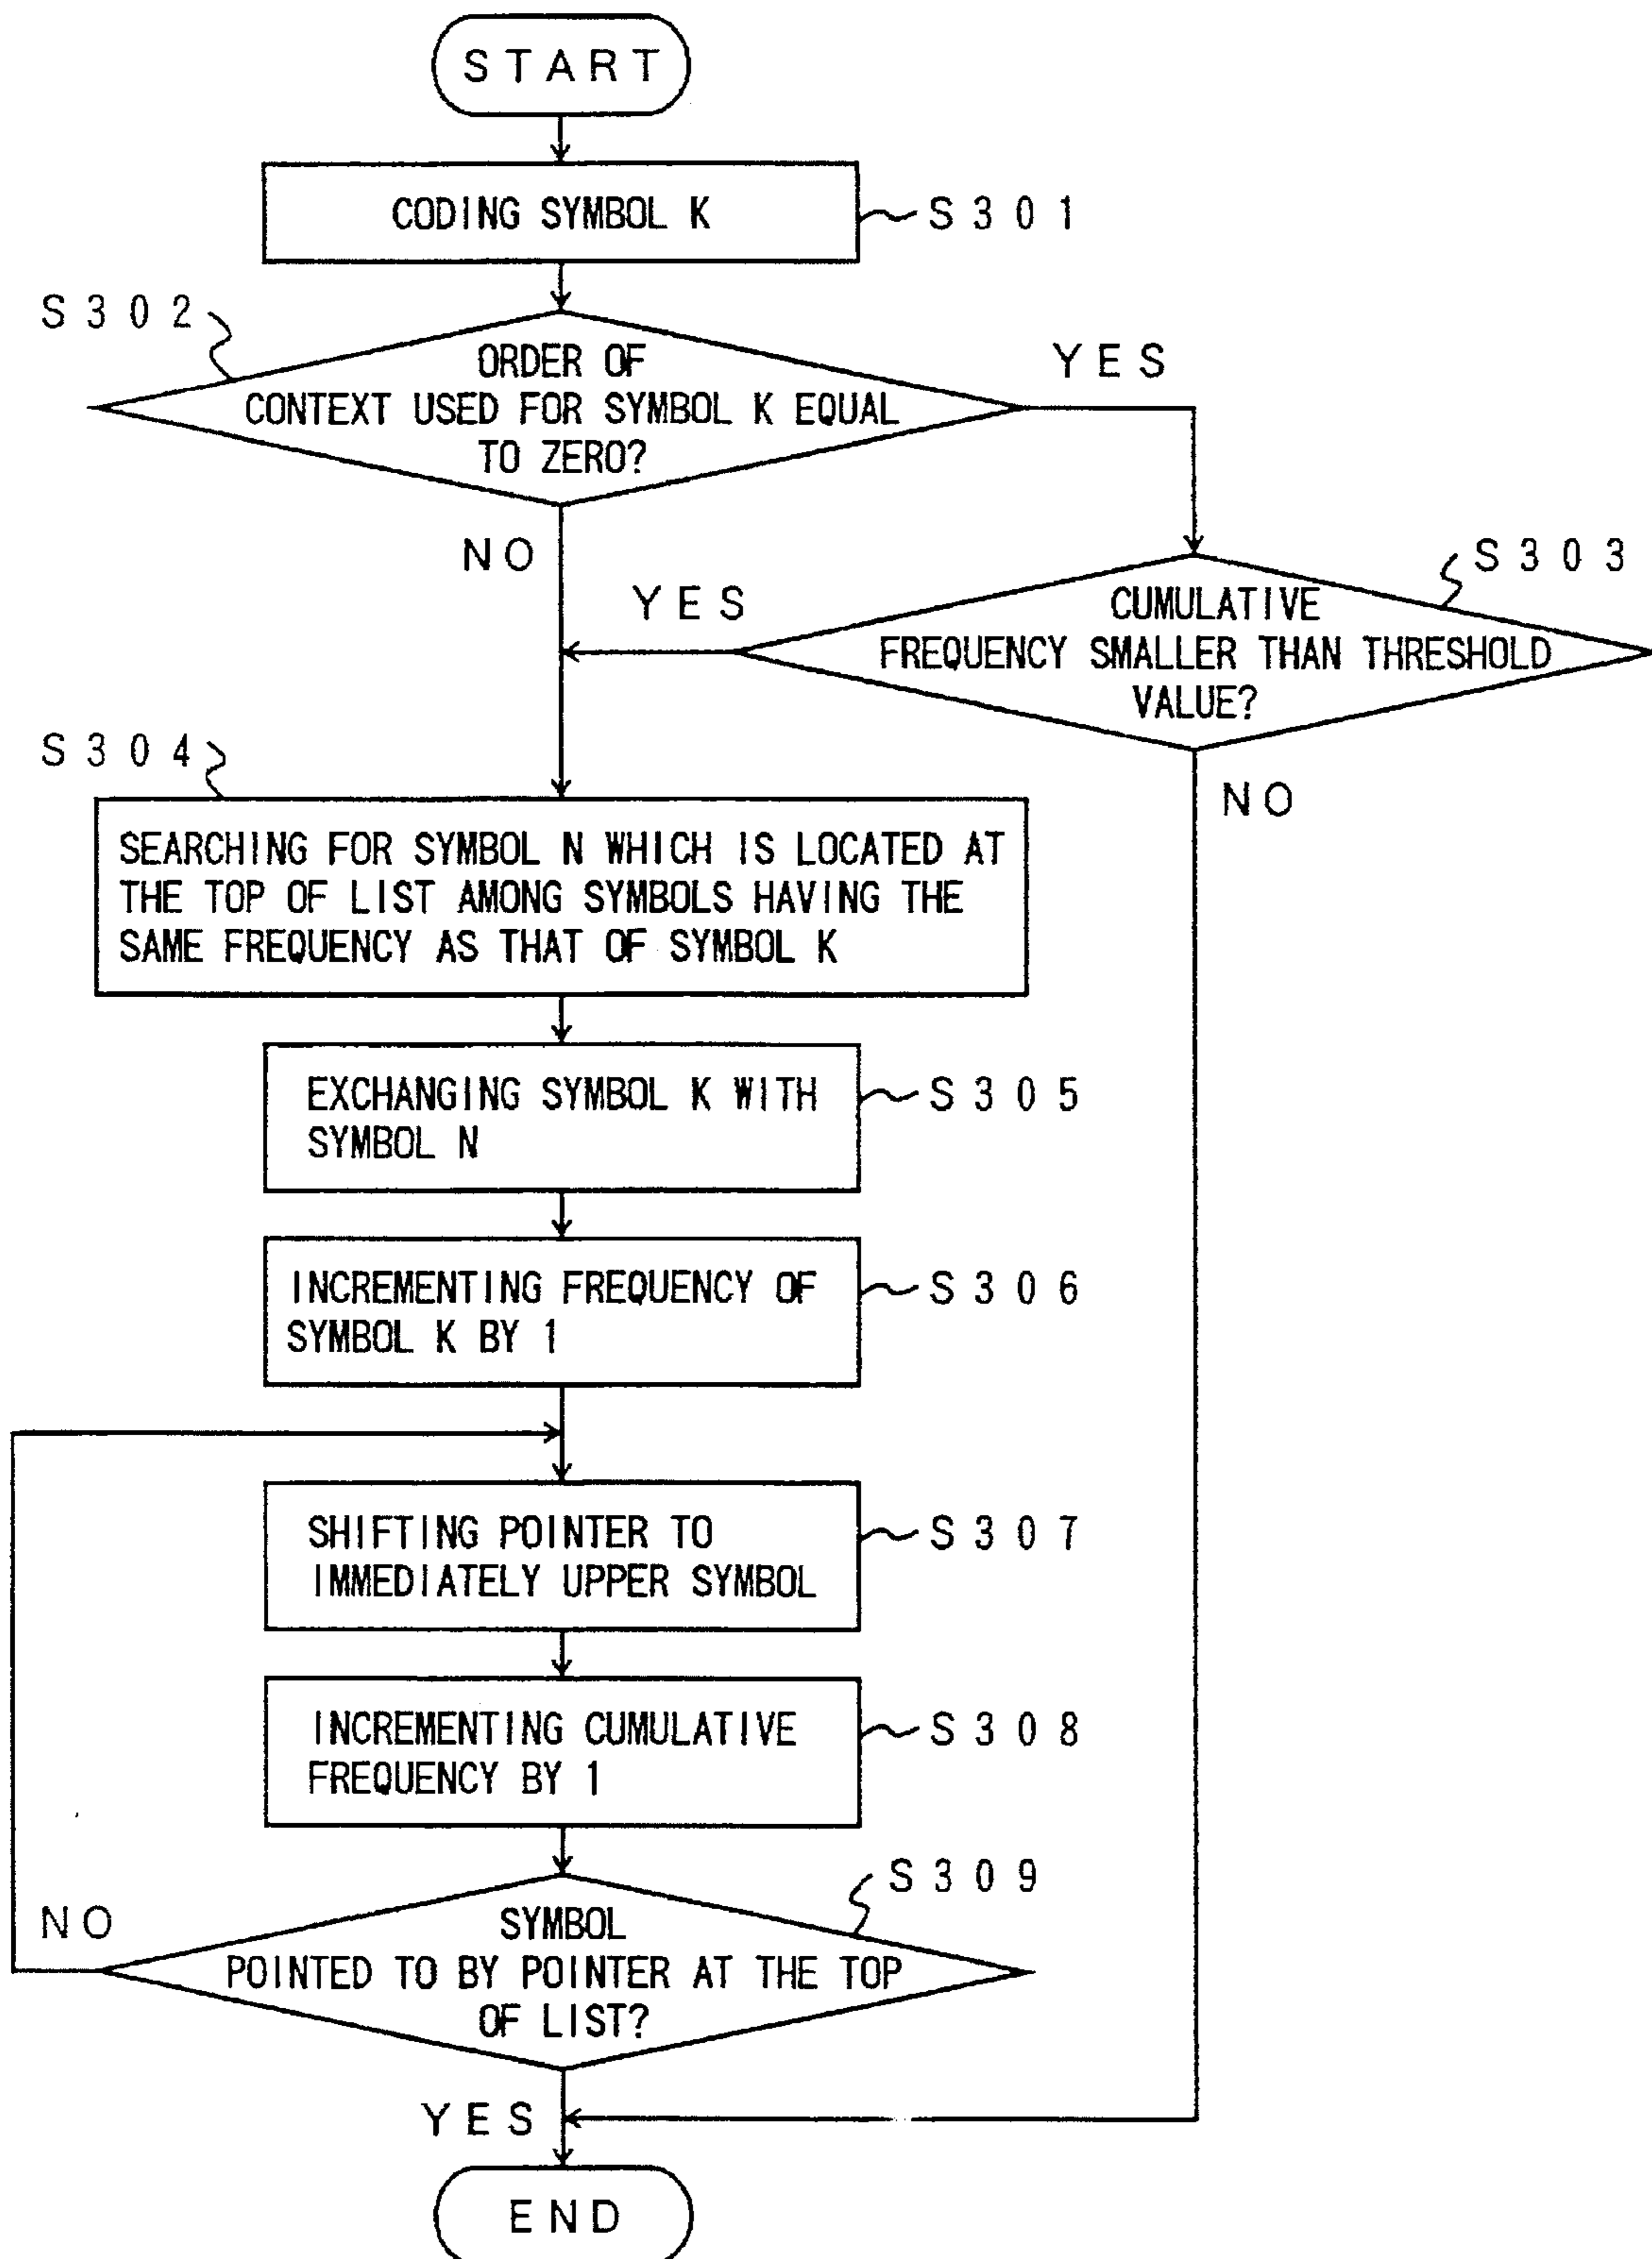 START
CODING SYMBOL K
S301
S302
ORDER OF
CONTEXT USED FOR SYMBOL K EQUAL
TO ZERO?
YES
NO
S303
CUMULATIVE
FREQUENCY SMALLER THAN THRESHOLD
VALUE?
YES
NO
S304
SEARCHING FOR SYMBOL N WHICH IS LOCATED AT
THE TOP OF LIST AMONG SYMBOLS HAVING THE
SAME FREQUENCY AS THAT OF SYMBOL K
EXCHANGING SYMBOL K WITH
SYMBOL N
S305
INCREMENTING FREQUENCY OF
SYMBOL K BY 1
S306
SHIFTING POINTER TO
IMMEDIATELY UPPER SYMBOL
S307
INCREMENTING CUMULATIVE
FREQUENCY BY 1
S308
S309
SYMBOL
POINTED TO BY POINTER AT THE TOP
OF LIST?
NO
YES
END